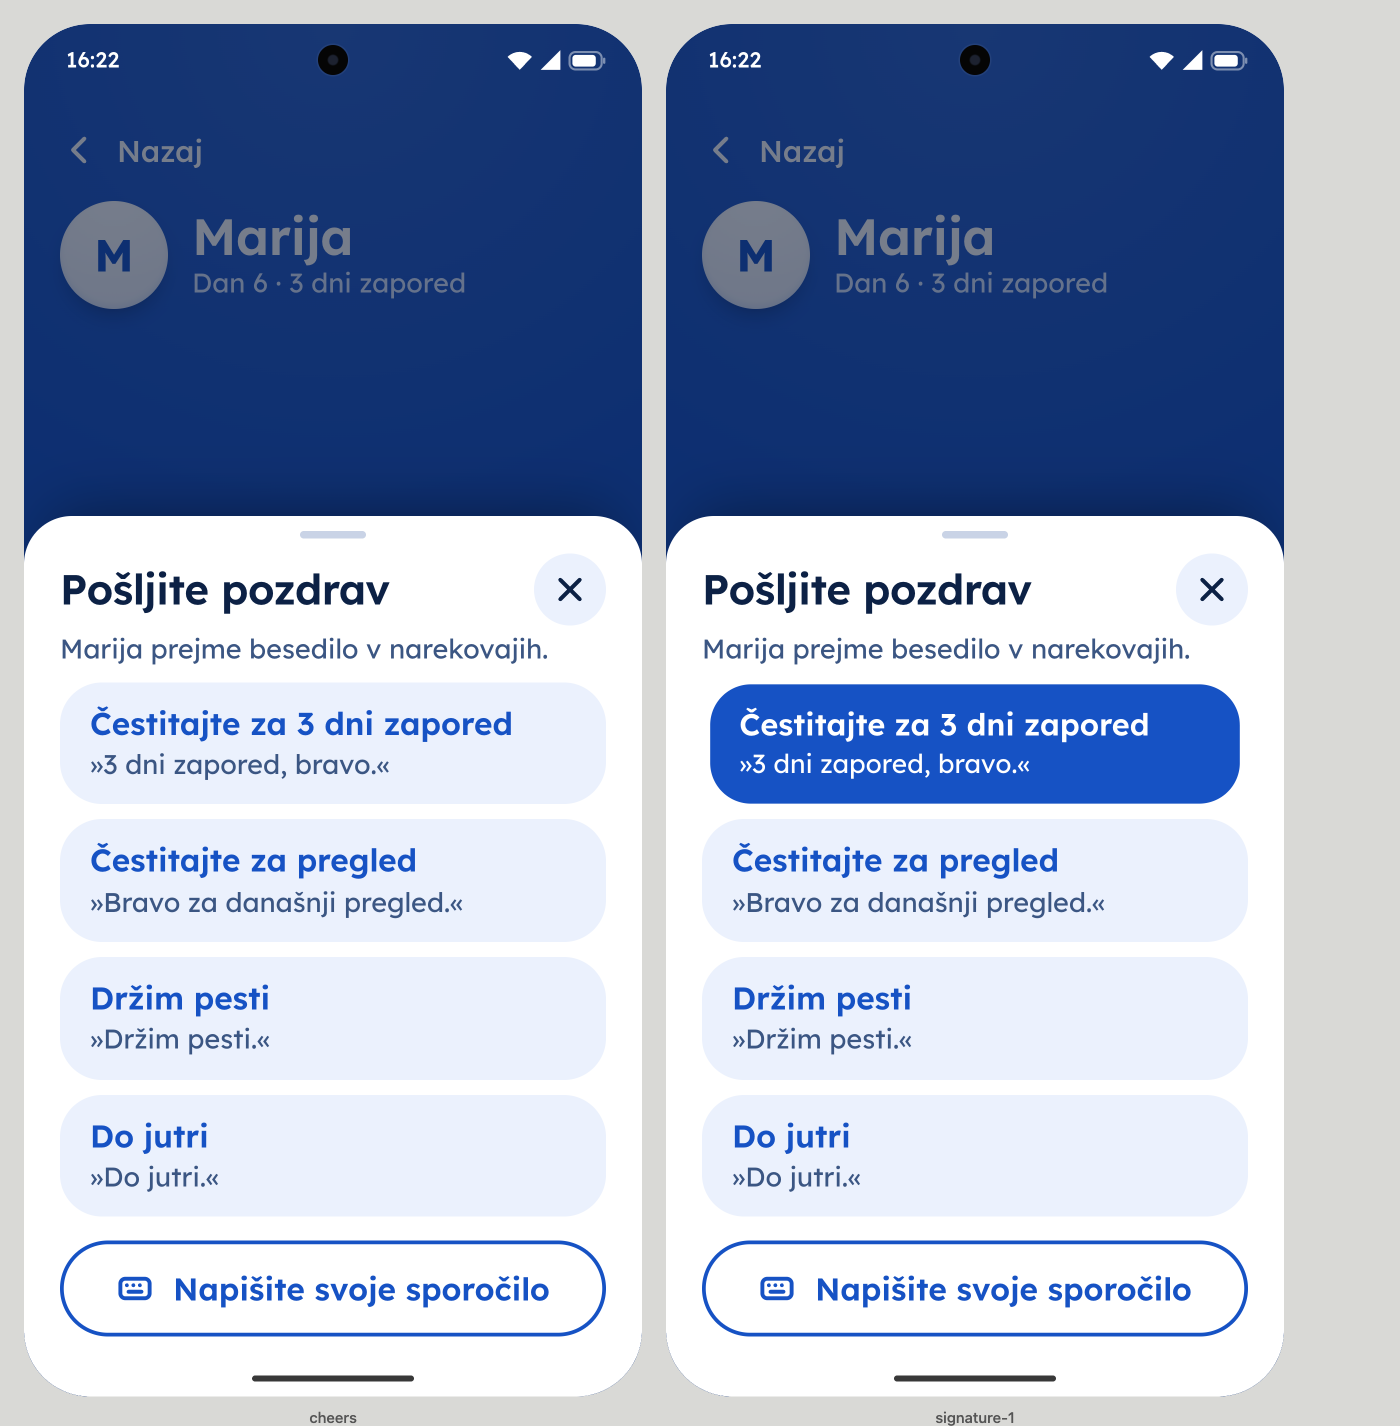 16:22
Nazaj
M
Marija
Dan 6 · 3 dni zapored
Pošljite pozdrav
Marija prejme besedilo v narekovajih.
Čestitajte za 3 dni zapored
»3 dni zapored, bravo.«
Čestitajte za pregled
»Bravo za današnji pregled.«
Držim pesti
»Držim pesti.«
Do jutri
»Do jutri.«
Napišite svoje sporočilo
cheers
16:22
Nazaj
M
Marija
Dan 6 · 3 dni zapored
Pošljite pozdrav
Marija prejme besedilo v narekovajih.
Čestitajte za 3 dni zapored
»3 dni zapored, bravo.«
Čestitajte za pregled
»Bravo za današnji pregled.«
Držim pesti
»Držim pesti.«
Do jutri
»Do jutri.«
Napišite svoje sporočilo
signature-1